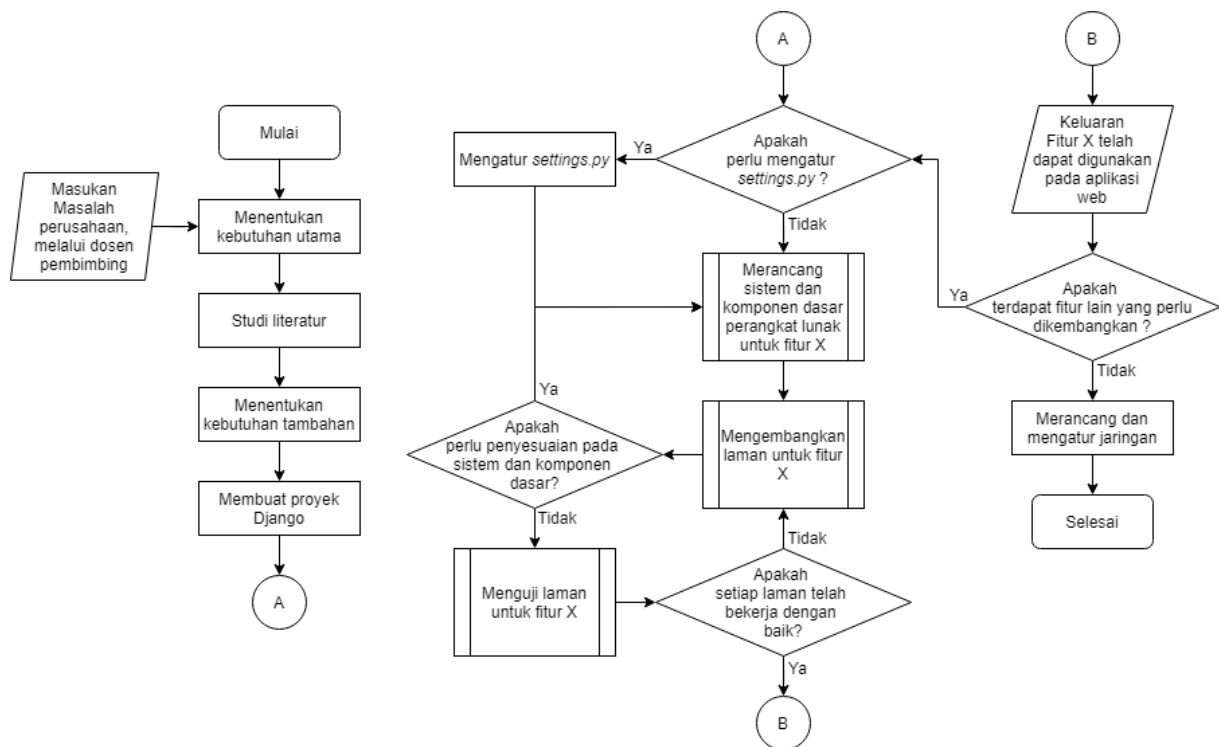 Mulai
Masukan
Masalah
perusahaan,
melalui dosen
pembimbing
Menentukan
kebutuhan utama
Studi literatur
Menentukan
kebutuhan tambahan
Membuat proyek
Django
A
A
Apakah
perlu mengatur
settings.py ?
Ya
Mengatur settings.py
Tidak
Merancang
sistem dan
komponen dasar
perangkat lunak
untuk fitur X
Mengembangkan
laman untuk fitur
X
Ya
Apakah
perlu penyesuaian pada
sistem dan komponen
dasar?
Tidak
Menguji laman
untuk fitur X
Tidak
Apakah
setiap laman telah
bekerja dengan
baik?
Ya
B
B
Keluaran
Fitur X telah
dapat digunakan
pada aplikasi
web
Ya
Apakah
terdapat fitur lain yang perlu
dikembangkan ?
Tidak
Merancang dan
mengatur jaringan
Selesai